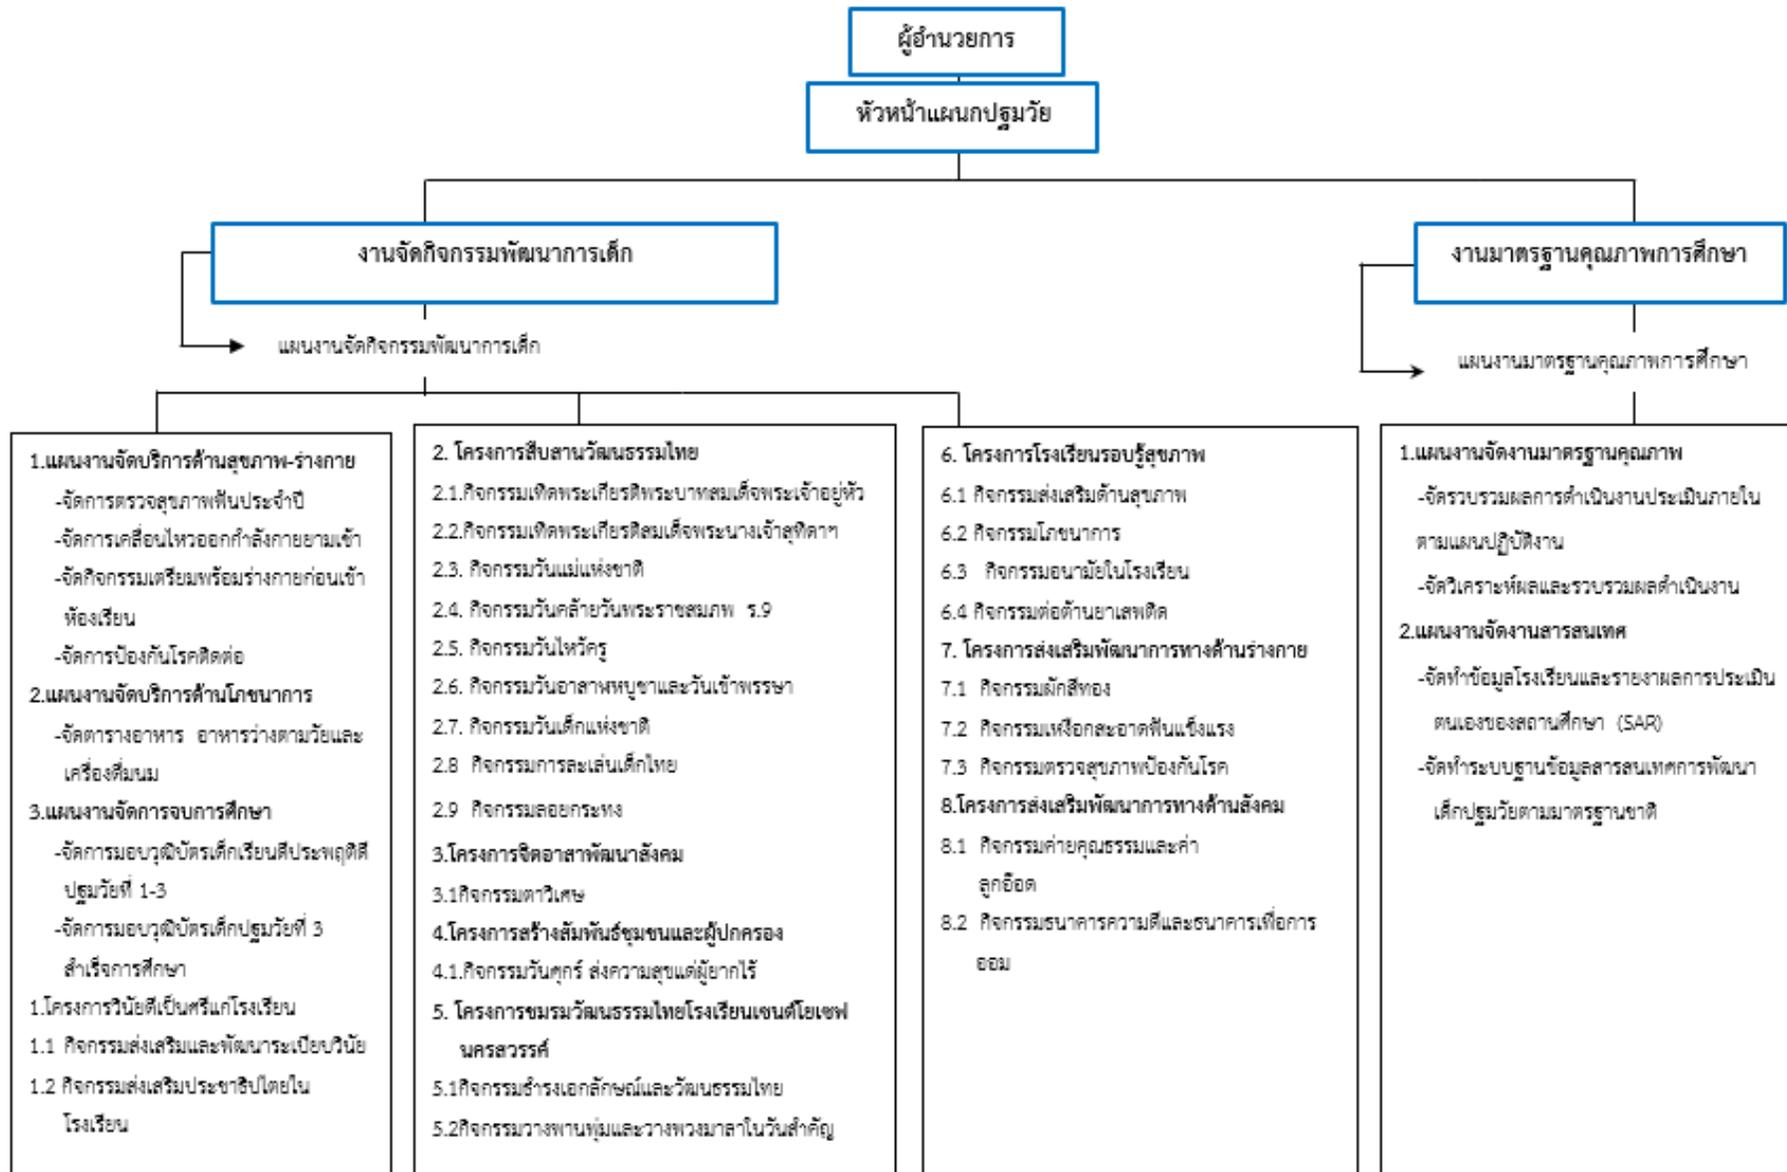 ผู้อำนวยการ
หัวหน้าแผนกปฐมวัย
งานจัดกิจกรรมพัฒนาการเด็ก
งานมาตรฐานคุณภาพการศึกษา
แผนงานจัดกิจกรรมพัฒนาการเด็ก
แผนงานมาตรฐานคุณภาพการศึกษา
1.แผนงานจัดบริการด้านสุขภาพ-ร่างกาย
-จัดการตรวจสุขภาพฟันประจำปี
-จัดการเคลื่อนไหวออกกำลังกายยามเช้า
-จัดกิจกรรมเตรียมพร้อมร่างกายก่อนเข้า
ห้องเรียน
-จัดการป้องกันโรคติดต่อ
2.แผนงานจัดบริการด้านโภชนาการ
-จัดตารางอาหาร อาหารว่างตามวัยและ
เครื่องดื่มนม
3.แผนงานจัดการจบการศึกษา
-จัดการมอบวุฒิบัตรเด็กเรียนดีประพฤติดี
ปฐมวัยที่ 1-3
-จัดการมอบวุฒิบัตรเด็กปฐมวัยที่ 3
สำเร็จการศึกษา
1.โครงการวินัยดีเป็นศรีแก่โรงเรียน
1.1 กิจกรรมส่งเสริมและพัฒนาระเบียบวินัย
1.2 กิจกรรมส่งเสริมประชาธิปไตยใน
โรงเรียน
2. โครงการสืบสานวัฒนธรรมไทย
2.1.กิจกรรมเทิดพระเกียรติพระบาทสมเด็จพระเจ้าอยู่หัว
2.2.กิจกรรมเทิดพระเกียรติสมเด็จพระนางเจ้าสุทิดาฯ
2.3. กิจกรรมวันแม่แห่งชาติ
2.4. กิจกรรมวันคล้ายวันพระราชสมภพ ร.9
2.5. กิจกรรมวันไหว้ครู
2.6. กิจกรรมวันอาสาฬหบูชาและวันเข้าพรรษา
2.7. กิจกรรมวันเด็กแห่งชาติ
2.8 กิจกรรมการละเล่นเด็กไทย
2.9 กิจกรรมลอยกระทง
3.โครงการจิตอาสาพัฒนาสังคม
3.1กิจกรรมตาวิเศษ
4.โครงการสร้างสัมพันธ์ชุมชนและผู้ปกครอง
4.1.กิจกรรมวันศุกร์ ส่งความสุขแด่ผู้ยากไร้
5. โครงการชมรมวัฒนธรรมไทยโรงเรียนเซนต์โยเซฟ
นครสวรรค์
5.1กิจกรรมธำรงเอกลักษณ์และวัฒนธรรมไทย
5.2กิจกรรมวางพานพุ่มและวางพวงมาลาในวันสำคัญ
6. โครงการโรงเรียนรอบรู้สุขภาพ
6.1 กิจกรรมส่งเสริมด้านสุขภาพ
6.2 กิจกรรมโภชนาการ
6.3 กิจกรรมอนามัยในโรงเรียน
6.4 กิจกรรมต่อต้านยาเสพติด
7. โครงการส่งเสริมพัฒนาการทางด้านร่างกาย
7.1 กิจกรรมผักสีทอง
7.2 กิจกรรมเหงือกสะอาดฟันแข็งแรง
7.3 กิจกรรมตรวจสุขภาพป้องกันโรค
8.โครงการส่งเสริมพัฒนาการทางด้านสังคม
8.1 กิจกรรมค่ายคุณธรรมและค่า
ลูกอ๊อด
8.2 กิจกรรมธนาคารความดีและธนาคารเพื่อการ
ออม
1.แผนงานจัดงานมาตรฐานคุณภาพ
-จัดรวบรวมผลการดำเนินงานประเมินภายใน
ตามแผนปฏิบัติงาน
-จัดวิเคราะห์ผลและรวบรวมผลดำเนินงาน
2.แผนงานจัดงานสารสนเทศ
-จัดทำข้อมูลโรงเรียนและรายงาผลการประเมิน
ตนเองของสถานศึกษา (SAR)
-จัดทำระบบฐานข้อมูลสารสนเทศการพัฒนา
เด็กปฐมวัยตามมาตรฐานชาติ